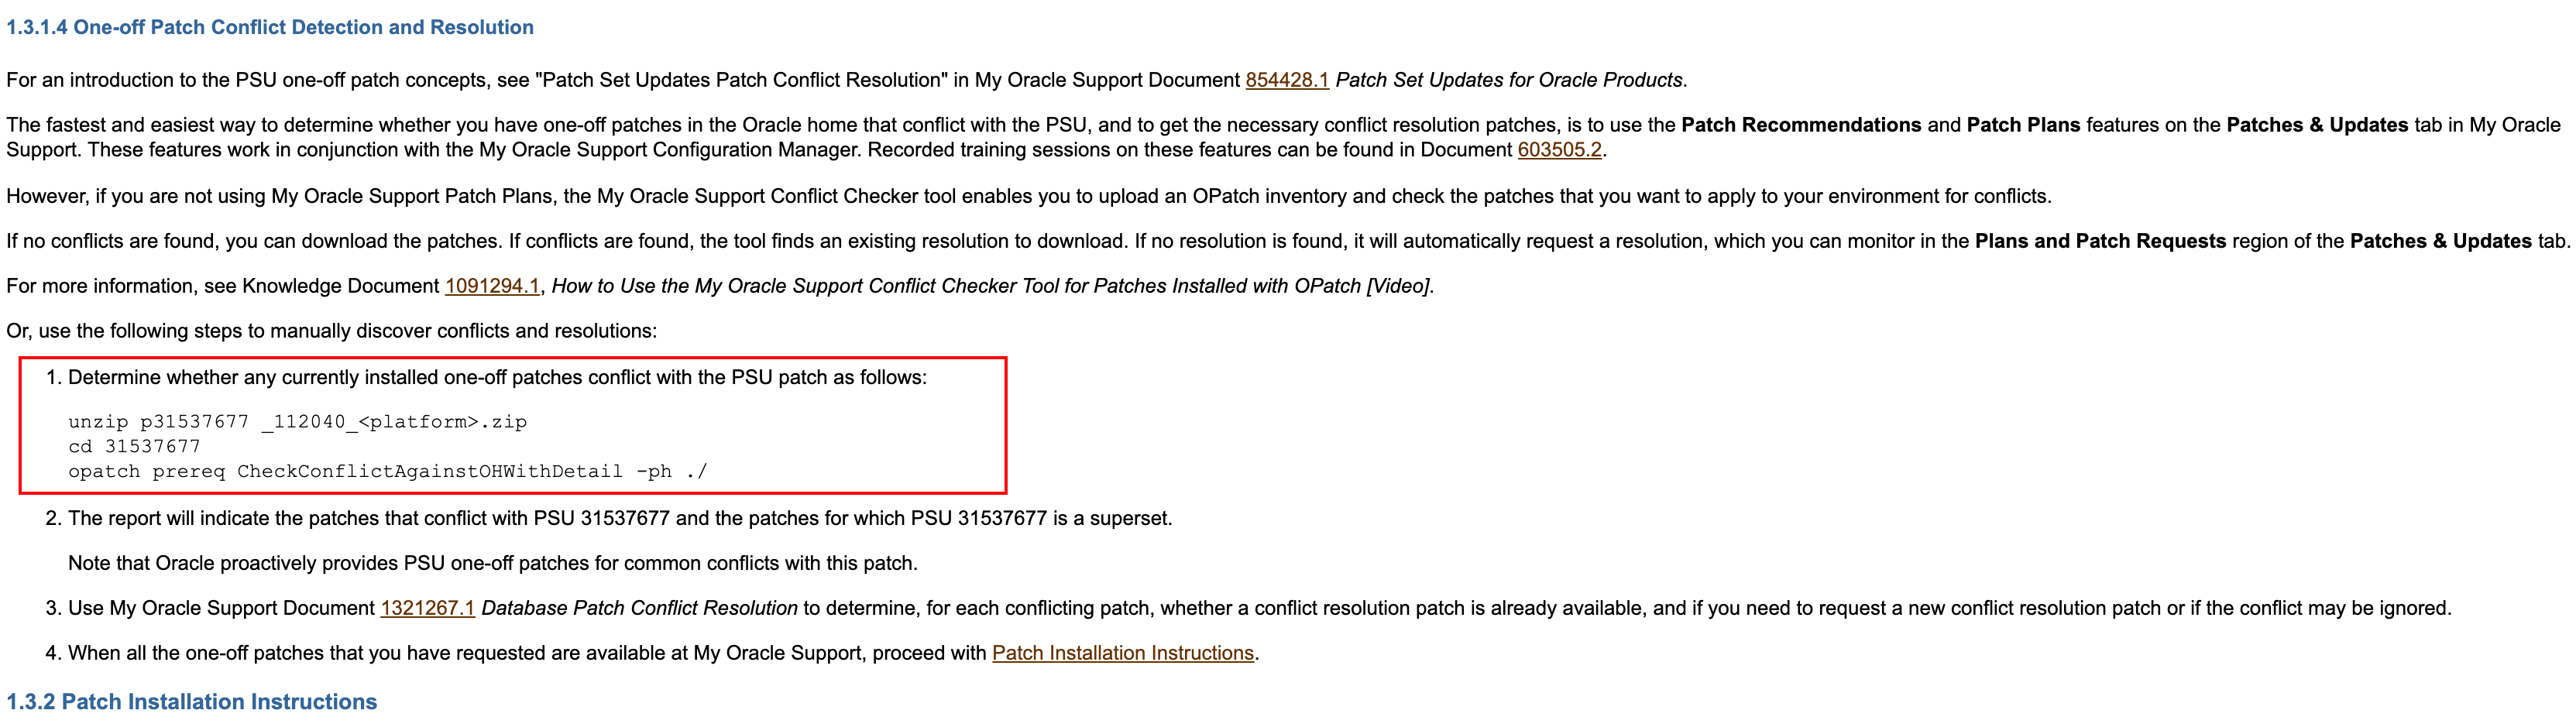 1.3.1.4 One-off Patch Conflict Detection and Resolution
For an introduction to the PSU one-off patch concepts, see "Patch Set Updates Patch Conflict Resolution" in My Oracle Support Document 854428.1 Patch Set Updates for Oracle Products.
The fastest and easiest way to determine whether you have one-off patches in the Oracle home that conflict with the PSU, and to get the necessary conflict resolution patches, is to use the Patch Recommendations and Patch Plans features on the Patches & Updates tab in My Oracle
Support. These features work in conjunction with the My Oracle Support Configuration Manager. Recorded training sessions on these features can be found in Document 603505.2.
However, if you are not using My Oracle Support Patch Plans, the My Oracle Support Conflict Checker tool enables you to upload an OPatch inventory and check the patches that you want to apply to your environment for conflicts.
If no conflicts are found, you can download the patches. If conflicts are found, the tool finds an existing resolution to download. If no resolution is found, it will automatically request a resolution, which you can monitor in the Plans and Patch Requests region of the Patches & Updates tab.
For more information, see Knowledge Document 1091294.1, How to Use the My Oracle Support Conflict Checker Tool for Patches Installed with OPatch [Video].
Or, use the following steps to manually discover conflicts and resolutions:
1. Determine whether any currently installed one-off patches conflict with the PSU patch as follows:
unzip p31537677 _112040_<platform>.zip
cd 31537677
opatch prereq CheckConflictAgainstOHWithDetail -ph ./
2. The report will indicate the patches that conflict with PSU 31537677 and the patches for which PSU 31537677 is a superset.
Note that Oracle proactively provides PSU one-off patches for common conflicts with this patch.
3. Use My Oracle Support Document 1321267.1 Database Patch Conflict Resolution to determine, for each conflicting patch, whether a conflict resolution patch is already available, and if you need to request a new conflict resolution patch or if the conflict may be ignored.
4. When all the one-off patches that you have requested are available at My Oracle Support, proceed with Patch Installation Instructions.
1.3.2 Patch Installation Instructions